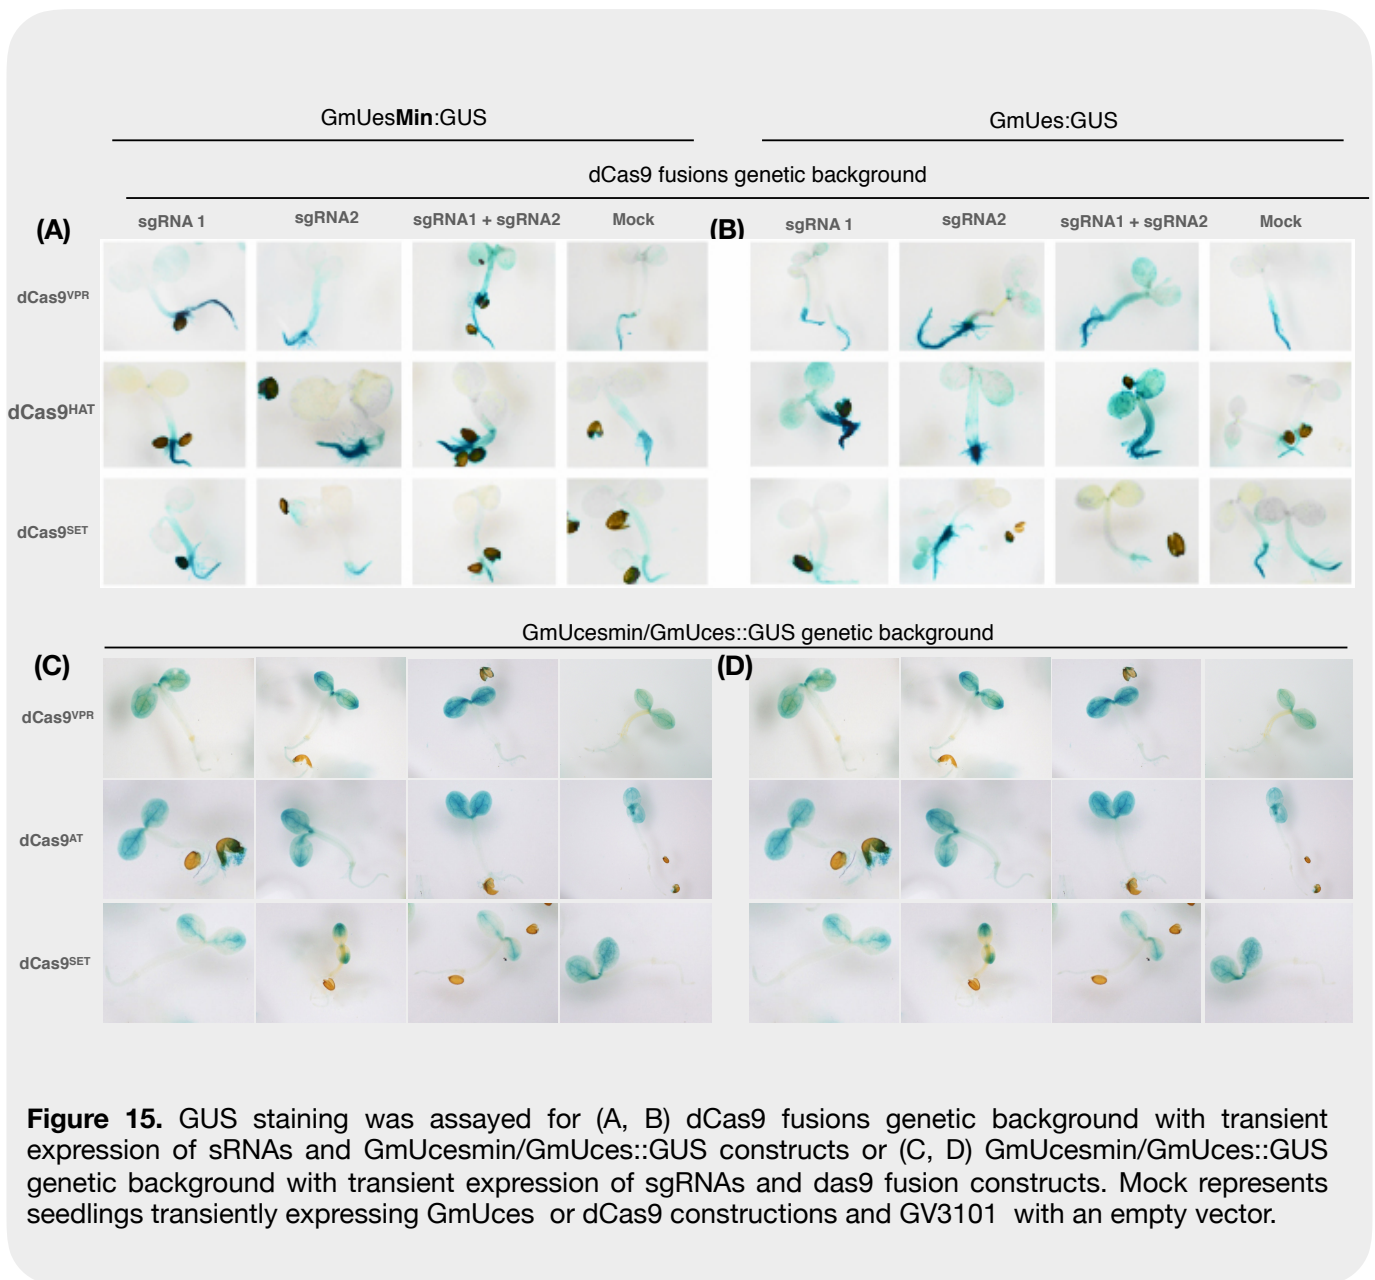 GmUesMin:GUS
GmUes:GUS
dCas9 fusions genetic background
(A)
sgRNA 1
sgRNA2
sgRNA1 + sgRNA2
Mock
(B)
sgRNA 1
sgRNA2
sgRNA1 + sgRNA2
Mock
dCas9VPR
dCas9HAT
dCas9SET
GmUcesmin/GmUces::GUS genetic background
(C)
(D)
dCas9VPR
dCas9AT
dCas9SET
Figure 15. GUS staining was assayed for (A, B) dCas9 fusions genetic background with transient
expression of sRNAs and GmUcesmin/GmUces::GUS constructs or (C, D) GmUcesmin/GmUces::GUS
genetic background with transient expression of sgRNAs and das9 fusion constructs. Mock represents
seedlings transiently expressing GmUces or dCas9 constructions and GV3101 with an empty vector.